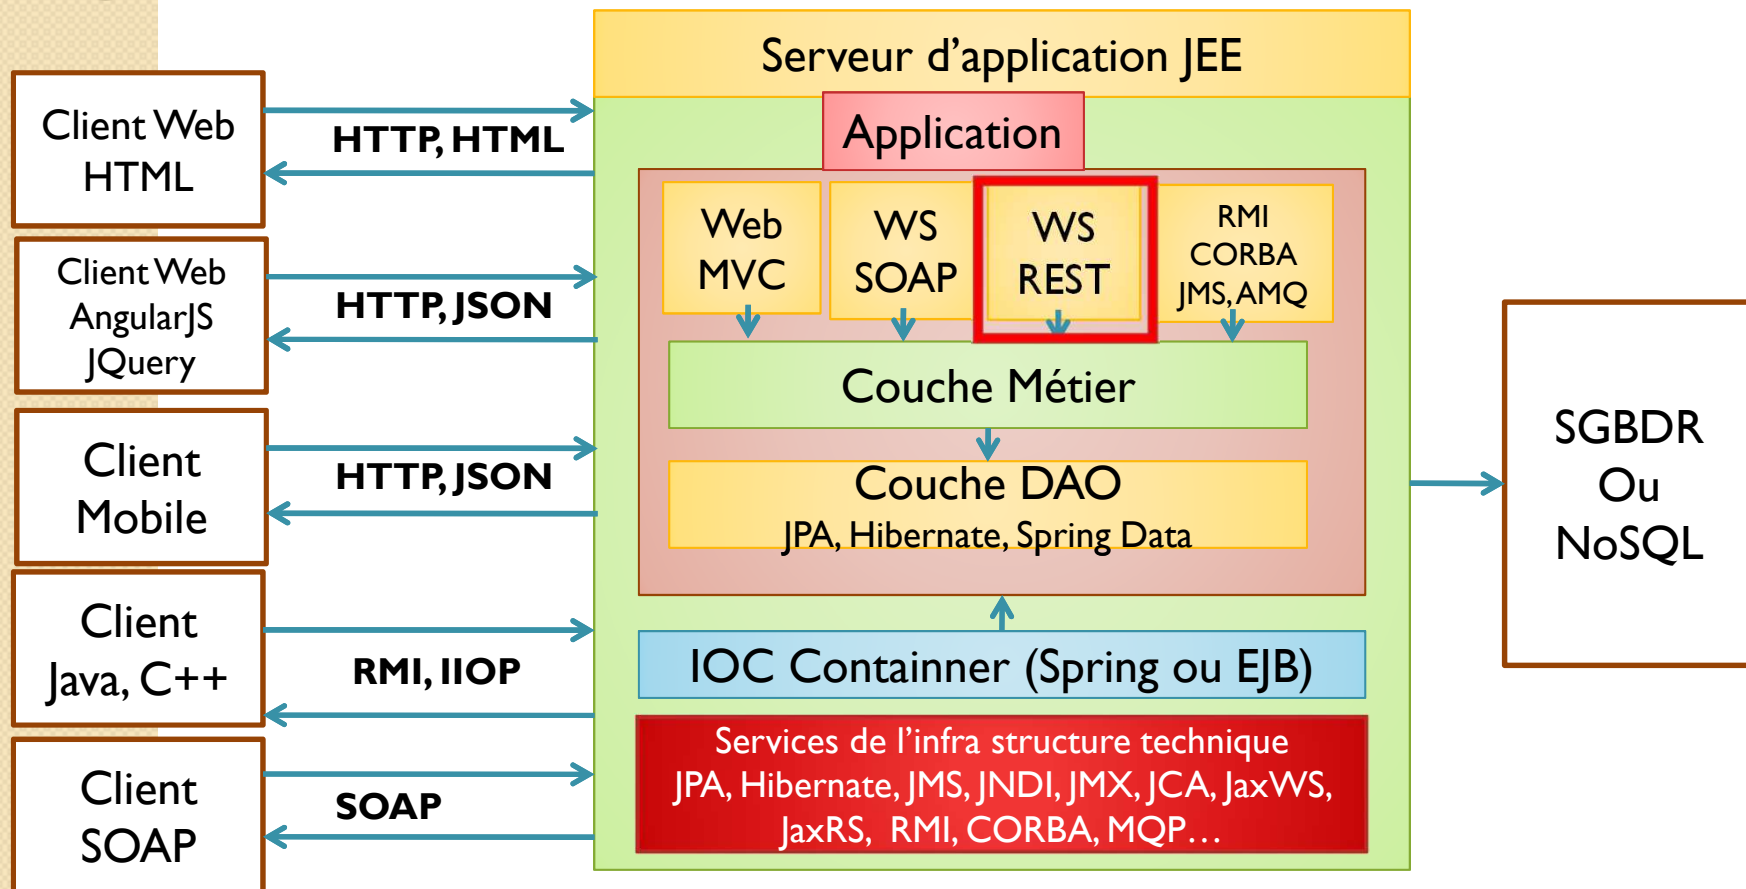 Serveur d'application JEE
Application
Client Web
HTML
HTTP, HTML
Client Web
AngularJS
JQuery
HTTP, JSON
Client
Mobile
HTTP, JSON
Client
Java, C++
RMI, IIOP
Client
SOAP
SOAP
Web
MVC
WS
SOAP
WS
REST
RMI
CORBA
JMS, AMQ
Couche Métier
Couche DAO
JPA, Hibernate, Spring Data
IOC Containner (Spring ou EJB)
Services de l'infra structure technique
JPA, Hibernate, JMS, JNDI, JMX, JCA, JaxWS,
JaxRS, RMI, CORBA, MQP…
SGBDR
Ou
NoSQL